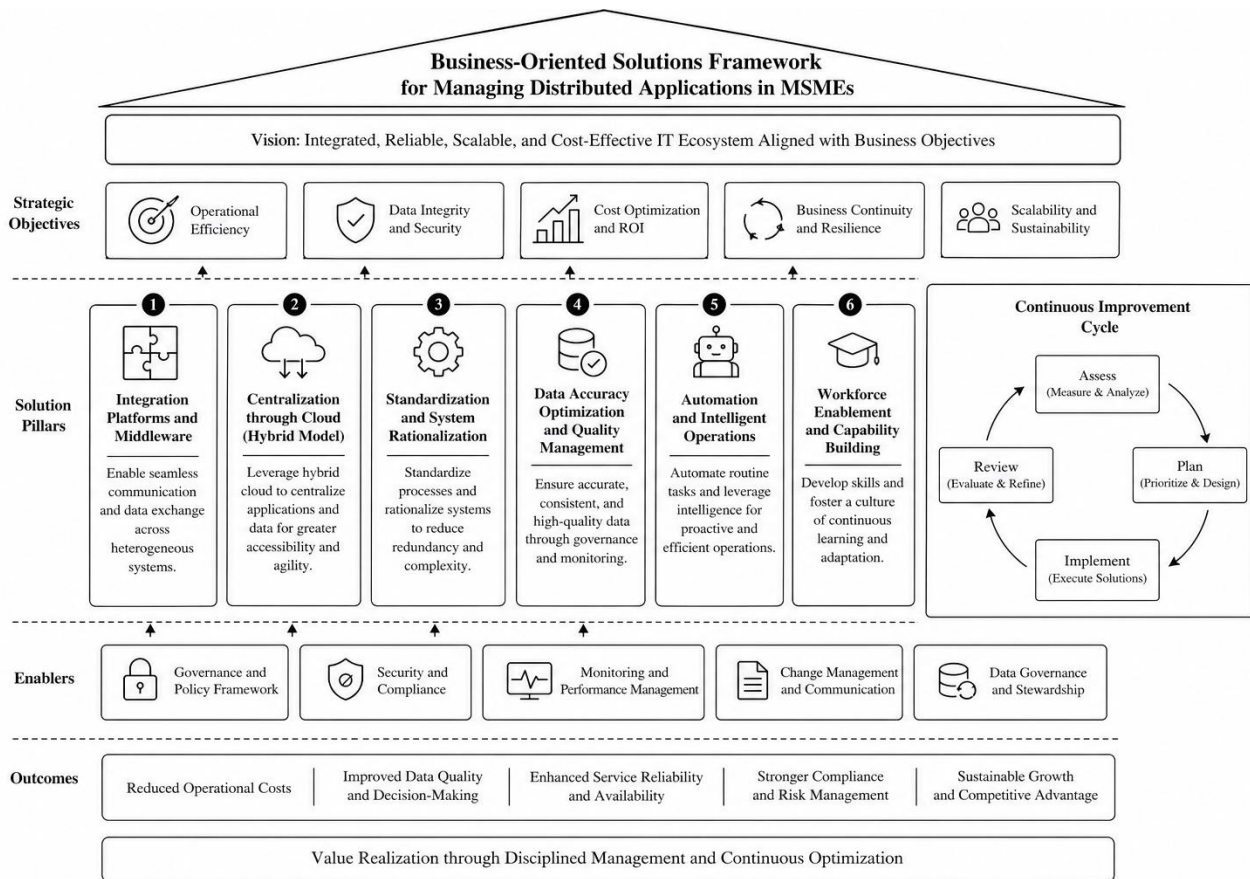 Business-Oriented Solutions Framework
for Managing Distributed Applications in MSMEs
Vision: Integrated, Reliable, Scalable, and Cost-Effective IT Ecosystem Aligned with Business Objectives
Strategic
Objectives
Operational
Efficiency
Data Integrity
and Security
Cost Optimization
and ROI
Business Continuity
and Resilience
Scalability and
Sustainability
Solution
Pillars
1
Integration
Platforms and
Middleware
Enable seamless
communication
and data exchange
across
heterogeneous
systems.
2
Centralization
through Cloud
(Hybrid Model)
Leverage hybrid
cloud to centralize
applications and
data for greater
accessibility and
agility.
3
Standardization
and System
Rationalization
Standardize
processes and
rationalize systems
to reduce
redundancy and
complexity.
4
Data Accuracy
Optimization
and Quality
Management
Ensure accurate,
consistent, and
high-quality data
through governance
and monitoring.
5
Automation
and Intelligent
Operations
Automate routine
tasks and leverage
intelligence for
proactive and
efficient operations.
6
Workforce
Enablement
and Capability
Building
Develop skills and
foster a culture
of continuous
learning and
adaptation.
Continuous Improvement
Cycle
Assess
(Measure & Analyze)
Plan
(Prioritize & Design)
Implement
(Execute Solutions)
Review
(Evaluate & Refine)
Enablers
Governance and
Policy Framework
Security and
Compliance
Monitoring and
Performance Management
Change Management
and Communication
Data Governance
and Stewardship
Outcomes
Reduced Operational Costs
Improved Data Quality
and Decision-Making
Enhanced Service Reliability
and Availability
Stronger Compliance
and Risk Management
Sustainable Growth
and Competitive Advantage
Value Realization through Disciplined Management and Continuous Optimization